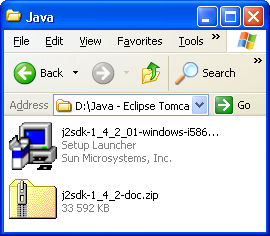 Java
File Edit View Favorites Tools »
Back Search
Address D:\Java - Eclipse Tomca Go
j2sdk-1_4_2_01-windows-i586...
Setup Launcher
Sun Microsystems, Inc.
j2sdk-1_4_2-doc.zip
33 592 KB